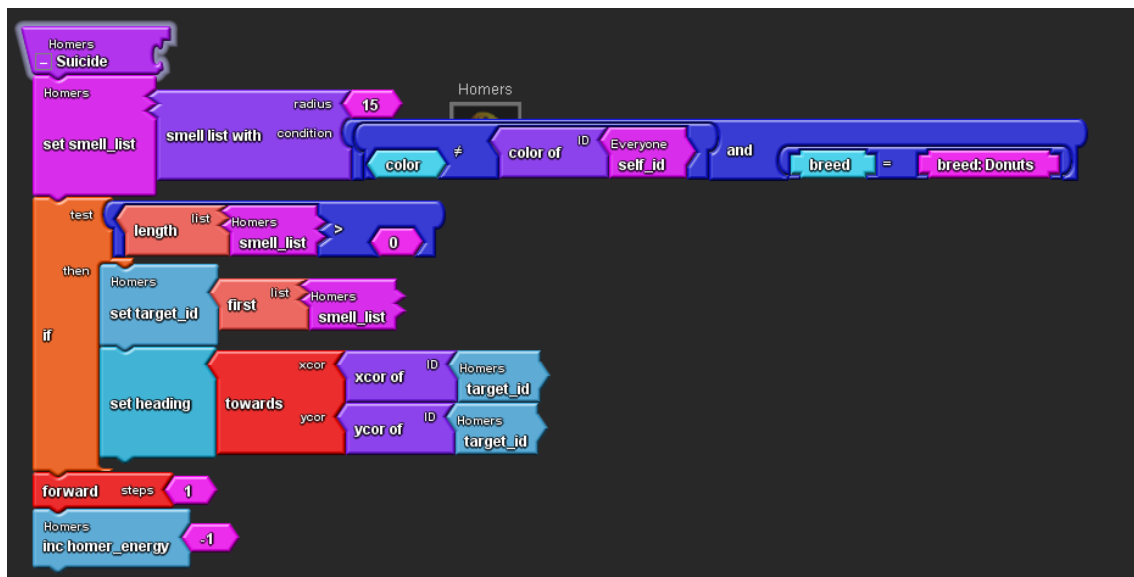 Homers
– Suicide
Homers
set smell_list
smell list with
radius
15
condition
Homers
color
≠
color of
ID
Everyone
self_id
and
breed
=
breed: Donuts
if
test
length
list
Homers
smell_list
>
0
then
Homers
set target_id
first
list
Homers
smell_list
set heading
towards
xcor
xcor of
ID
Homers
target_id
ycor
ycor of
ID
Homers
target_id
forward
steps
1
Homers
inc homer_energy
-1